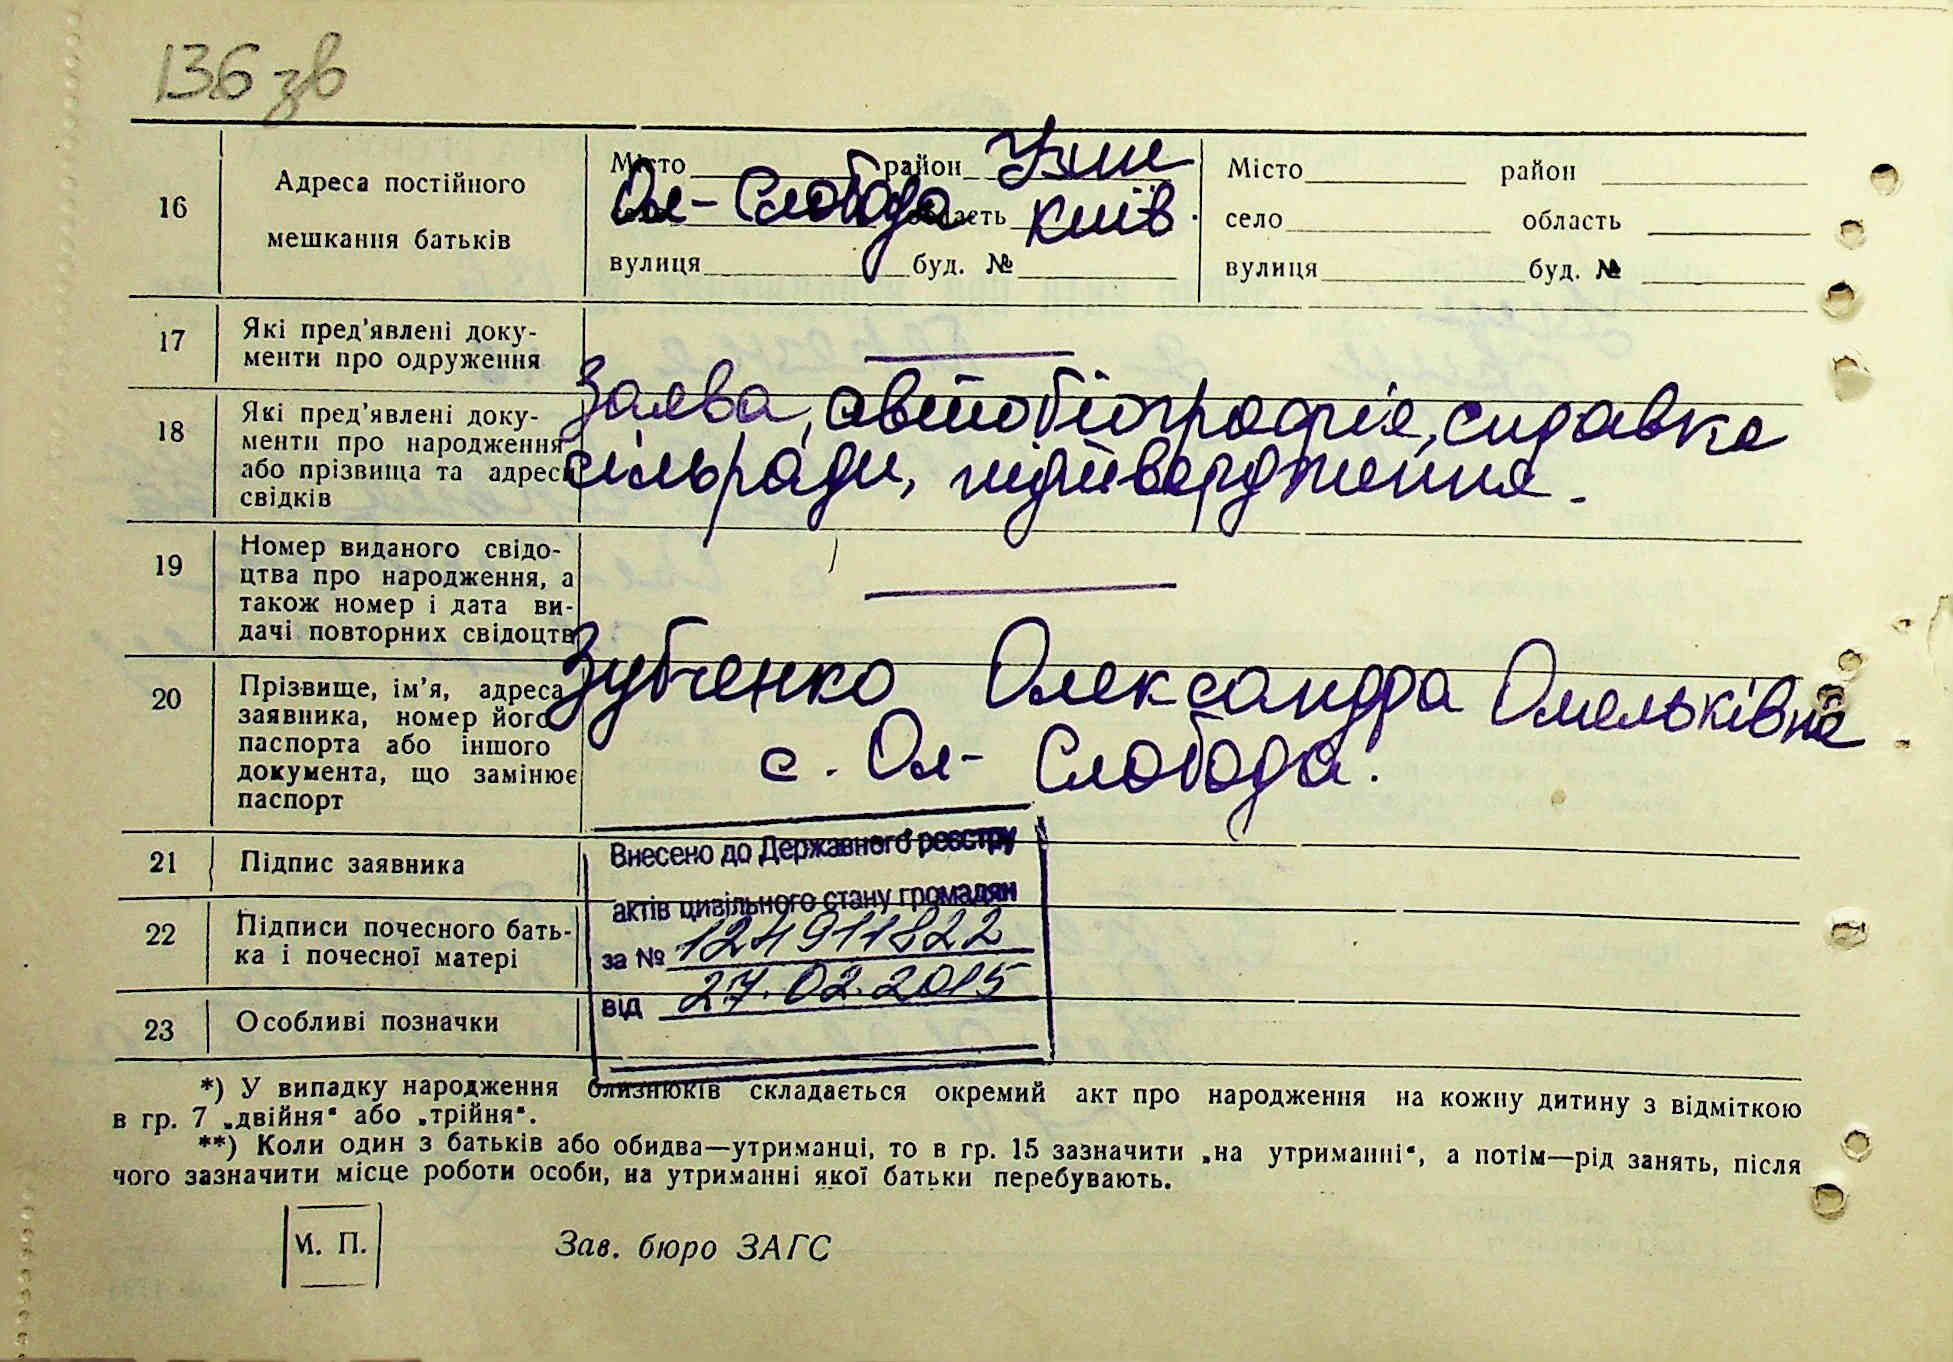 136 зв
16 Адреса постійного мешкання батьків
Місто район Узин
Ол-Слобода область Київ.
вулиця буд. №
Місто район
село область
вулиця буд. №
17 Які пред'явлені доку-
менти про одруження
18 Які пред'явлені доку-
менти про народження
або прізвища та адреси
свідків
Заява, автобіографія, справка
сільради, підтвердження.
19 Номер виданого свідо-
цтва про народження, а
також номер і дата ви-
дачі повторних свідоцтв
20 Прізвище, ім'я, адреса
заявника, номер його
паспорта або іншого
документа, що замінює
паспорт
Зубченко Олександра Омельківна
с. Ол-Слобода.
21 Підпис заявника
22 Підписи почесного бать-
ка і почесної матері
23 Особливі позначки
Внесено до Державного реєстру
актів цивільного стану громадян
за № 124911822
від 27.02.2015
*) У випадку народження близнюків складається окремий акт про народження на кожну дитину з відміткою
в гр. 7 „двійня“ або „трійня“.
**) Коли один з батьків або обидва—утриманці, то в гр. 15 зазначити „на утриманні“, а потім—рід занять, після
чого зазначити місце роботи особи, на утриманні якої батьки перебувають.
М. П.
Зав. бюро ЗАГС